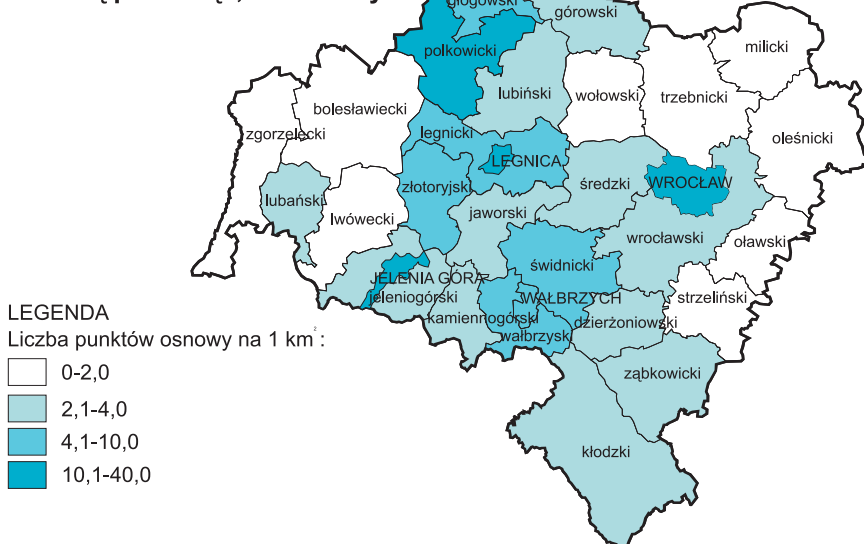 głogowski
górowski
milicki
polkowicki
lubiński
wołowski
trzebnicki
bolesławiecki
zgorzelecki
legnicki
oleśnicki
LEGNICA
złotoryjski
średzki
WROCŁAW
lubański
lwówecki
jaworski
wrocławski
oławski
świdnicki
JELENIA GÓRA
jeleniogórski
WAŁBRZYCH
strzeliński
kamiennogórski
dzierżoniowski
wałbrzyski
ząbkowicki
kłodzki
LEGENDA
Liczba punktów osnowy na 1 km²:
0-2,0
2,1-4,0
4,1-10,0
10,1-40,0